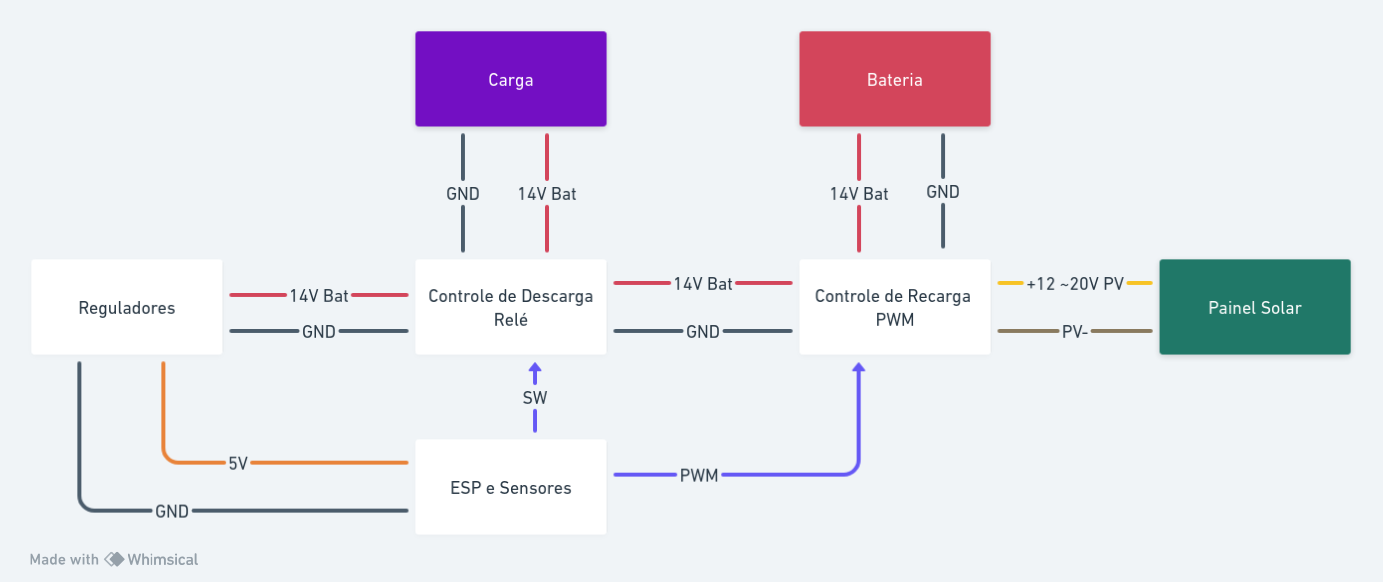 Carga
Bateria
GND
14V Bat
14V Bat
GND
Reguladores
14V Bat
GND
Controle de Descarga
Relé
14V Bat
GND
Controle de Recarga
PWM
+12 ~20V PV
PV-
Painel Solar
SW
5V
GND
ESP e Sensores
PWM
Made with Whimsical